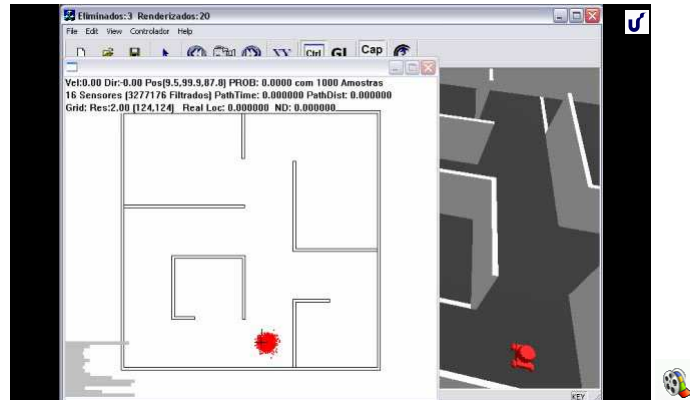 Eliminados:3 Renderizados:20
File Edit View Controlador Help
Ctrl GL Cap
Vel:0.00 Dir:-0.00 Pos(9.5,99.9,87.8) PROB: 0.0000 com 1000 Amostras
16 Sensores (3277176 Filtrados) PathTime: 0.000000 PathDist: 0.000000
Grid: Res:2.00 (124,124) Real Loc: 0.000000 ND: 0.000000
KEY